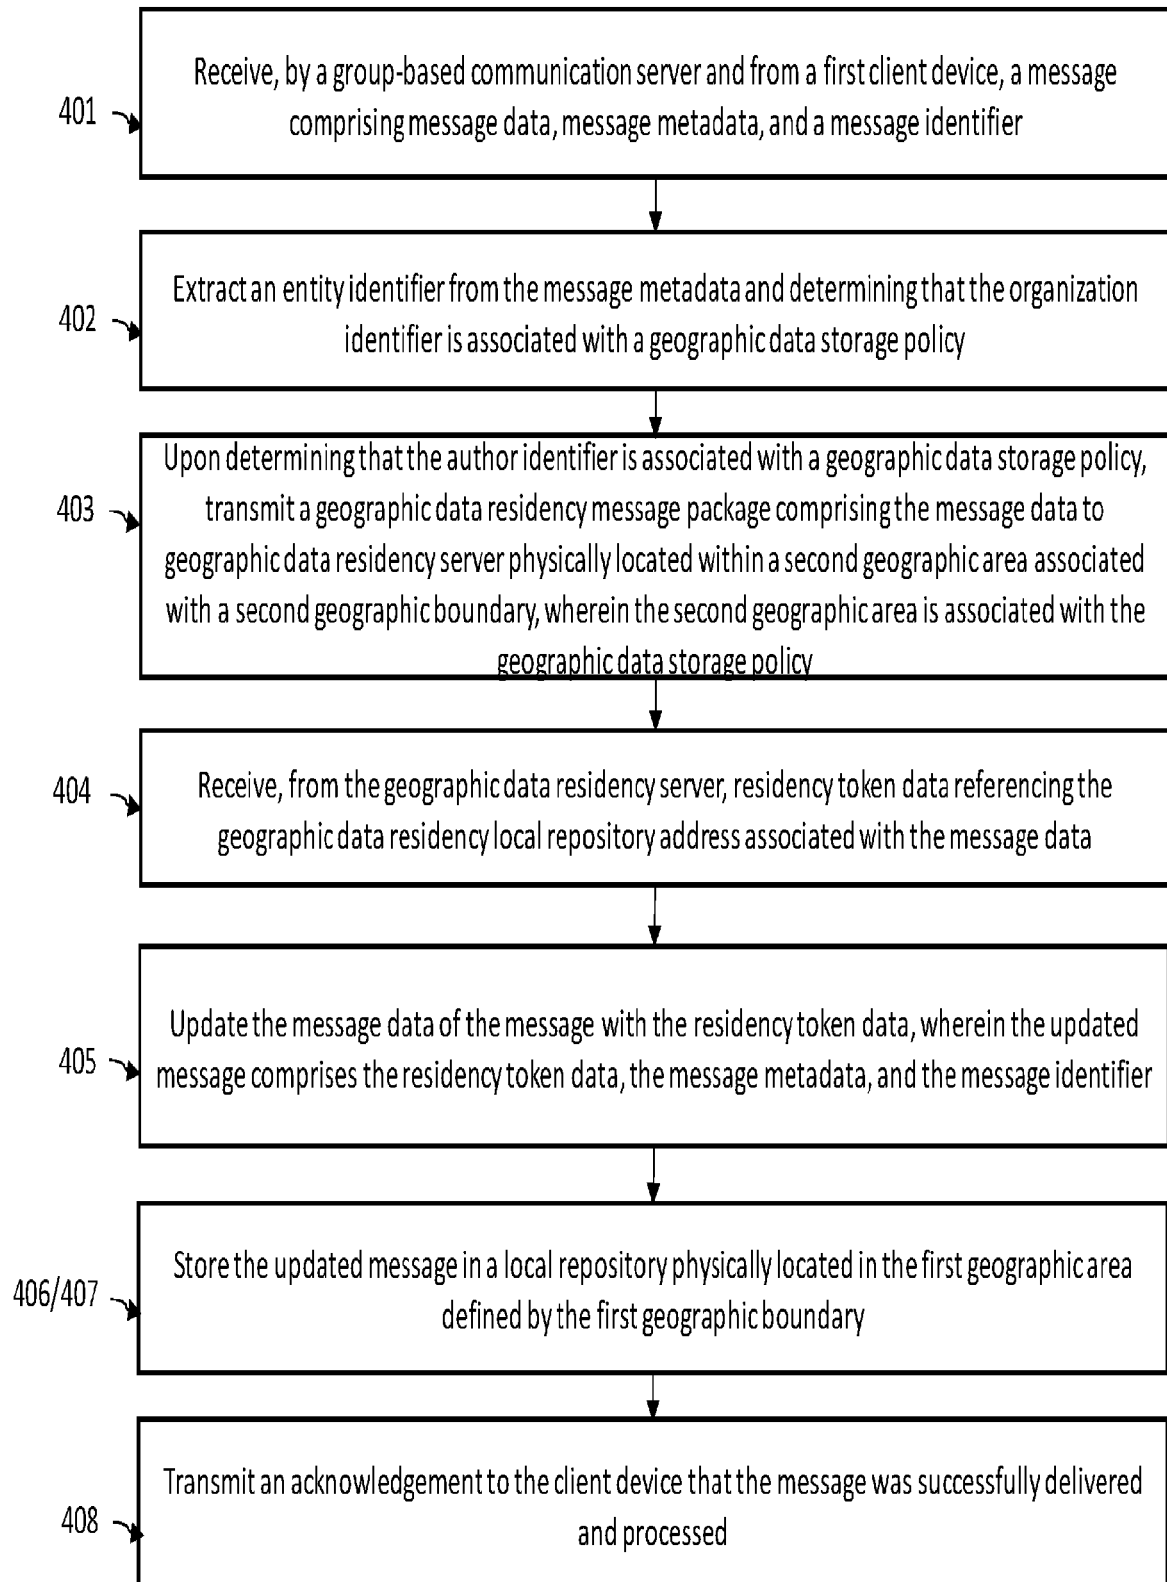 Receive, by a group-based communication server and from a first client device, a message
401
comprising message data, message metadata, and a message identifier
Extract an entity identifier from the message metadata and determining that the organization
402
identifier is associated with a geographic data storage policy
Upon determining that the author identifier is associated with a geographic data storage policy,
403
transmit a geographic data residency message package comprising the message data to
geographic data residency server physically located within a second geographic area associated
with a second geographic boundary, wherein the second geographic area is associated with the
geographic data storage policy
404
Receive, from the geographic data residency server, residency token data referencing the
geographic data residency local repository address associated with the message data
Update the message data of the message with the residency token data, wherein the updated
405
message comprises the residency token data, the message metadata, and the message identifier
Store the updated message in a local repository physically located in the first geographic area
406/407
defined by the first geographic boundary
Transmit an acknowledgement to the client device that the message was successfully delivered
408
and processed